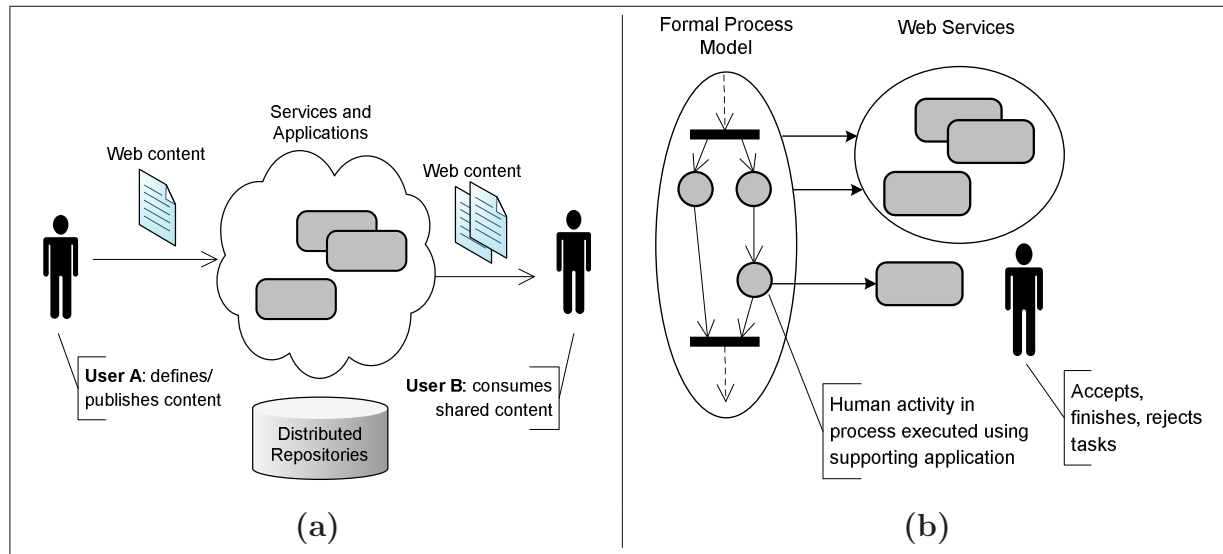 Services and
Applications
Web content
Web content
User A: defines/
publishes content
User B: consumes
shared content
Distributed
Repositories
(a)
Formal Process
Model
Web Services
Human activity in
process executed using
supporting application
Accepts,
finishes, rejects
tasks
(b)